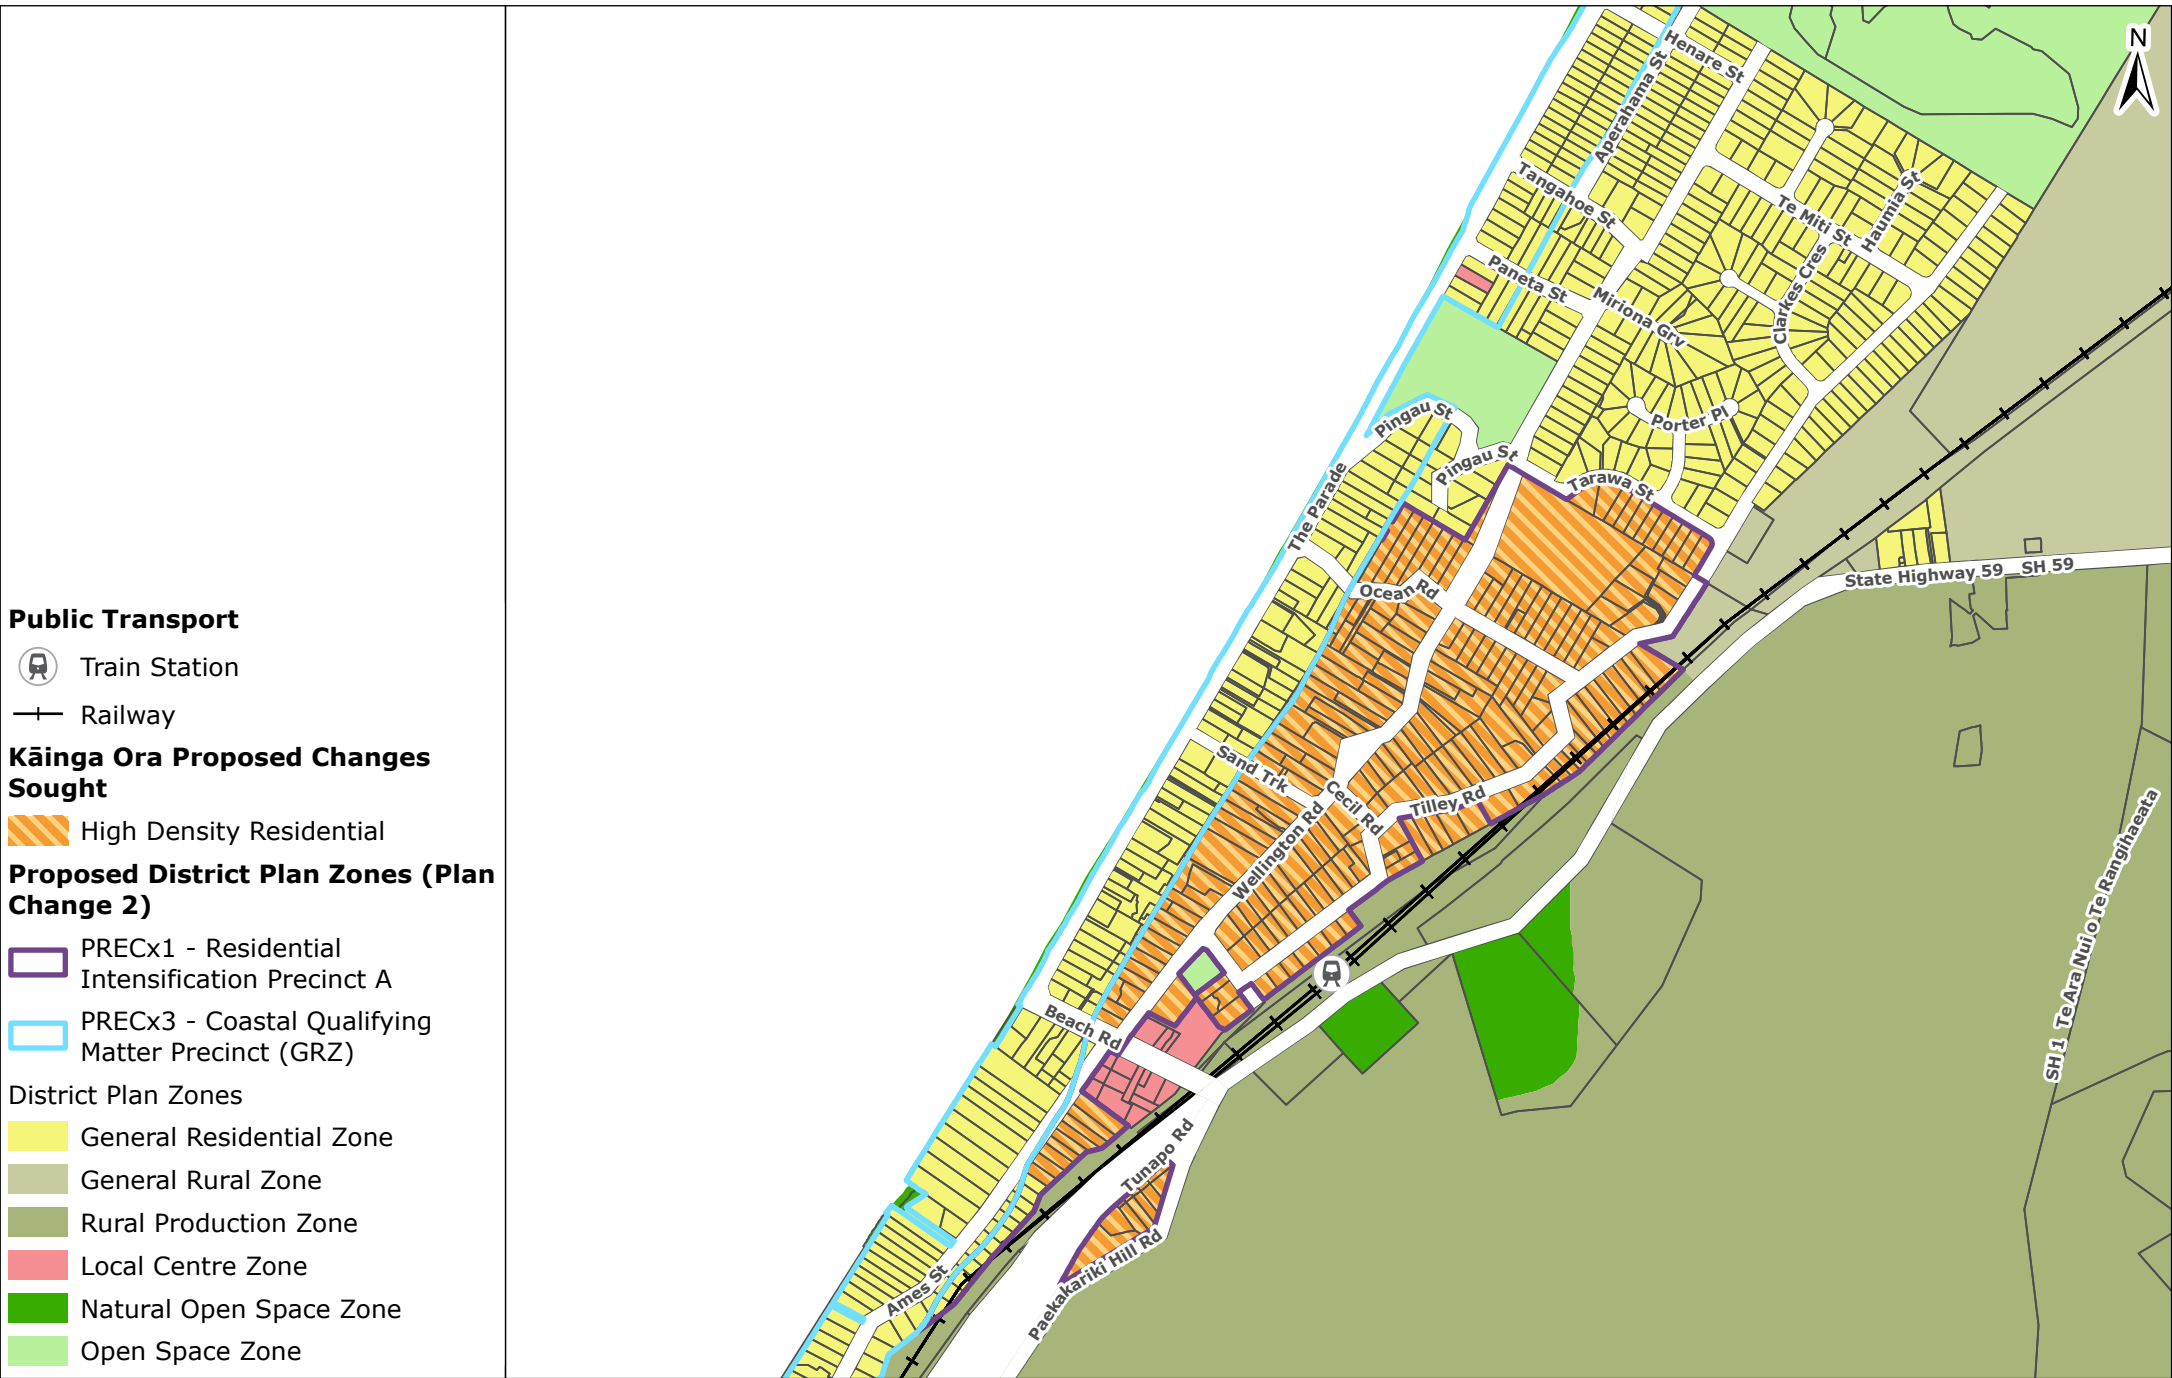 Public Transport
Train Station
Railway
Kāinga Ora Proposed Changes
Sought
High Density Residential
Proposed District Plan Zones (Plan
Change 2)
PRECx1 - Residential
Intensification Precinct A
PRECx3 - Coastal Qualifying
Matter Precinct (GRZ)
District Plan Zones
General Residential Zone
General Rural Zone
Rural Production Zone
Local Centre Zone
Natural Open Space Zone
Open Space Zone
N
Henare St
Aperahama St
Tangahoe St
Te Miti St
Haumia St
Paneta St
Miriona Grv
Clarkes Cres
Pingau St
Porter Pl
Pingau St
Tarawa St
The Parade
Ocean Rd
State Highway 59
SH 59
Sand Trk
Cecil Rd
Tilley Rd
Wellington Rd
SH 1 Te Ara Nui o Te Rangihaeata
Beach Rd
Tunapo Rd
Paekakariki Hill Rd
Ames St